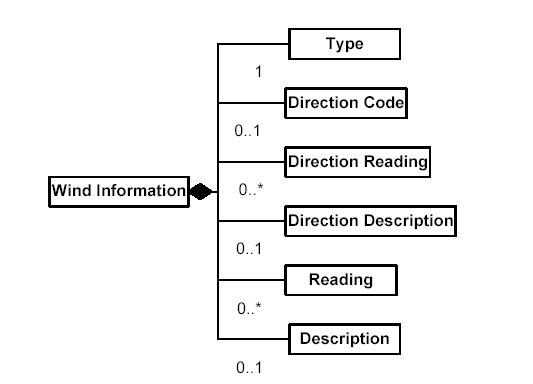 Type
1
Direction Code
0..1
Direction Reading
Wind Information
0..*
Direction Description
0..1
Reading
0..*
Description
0..1